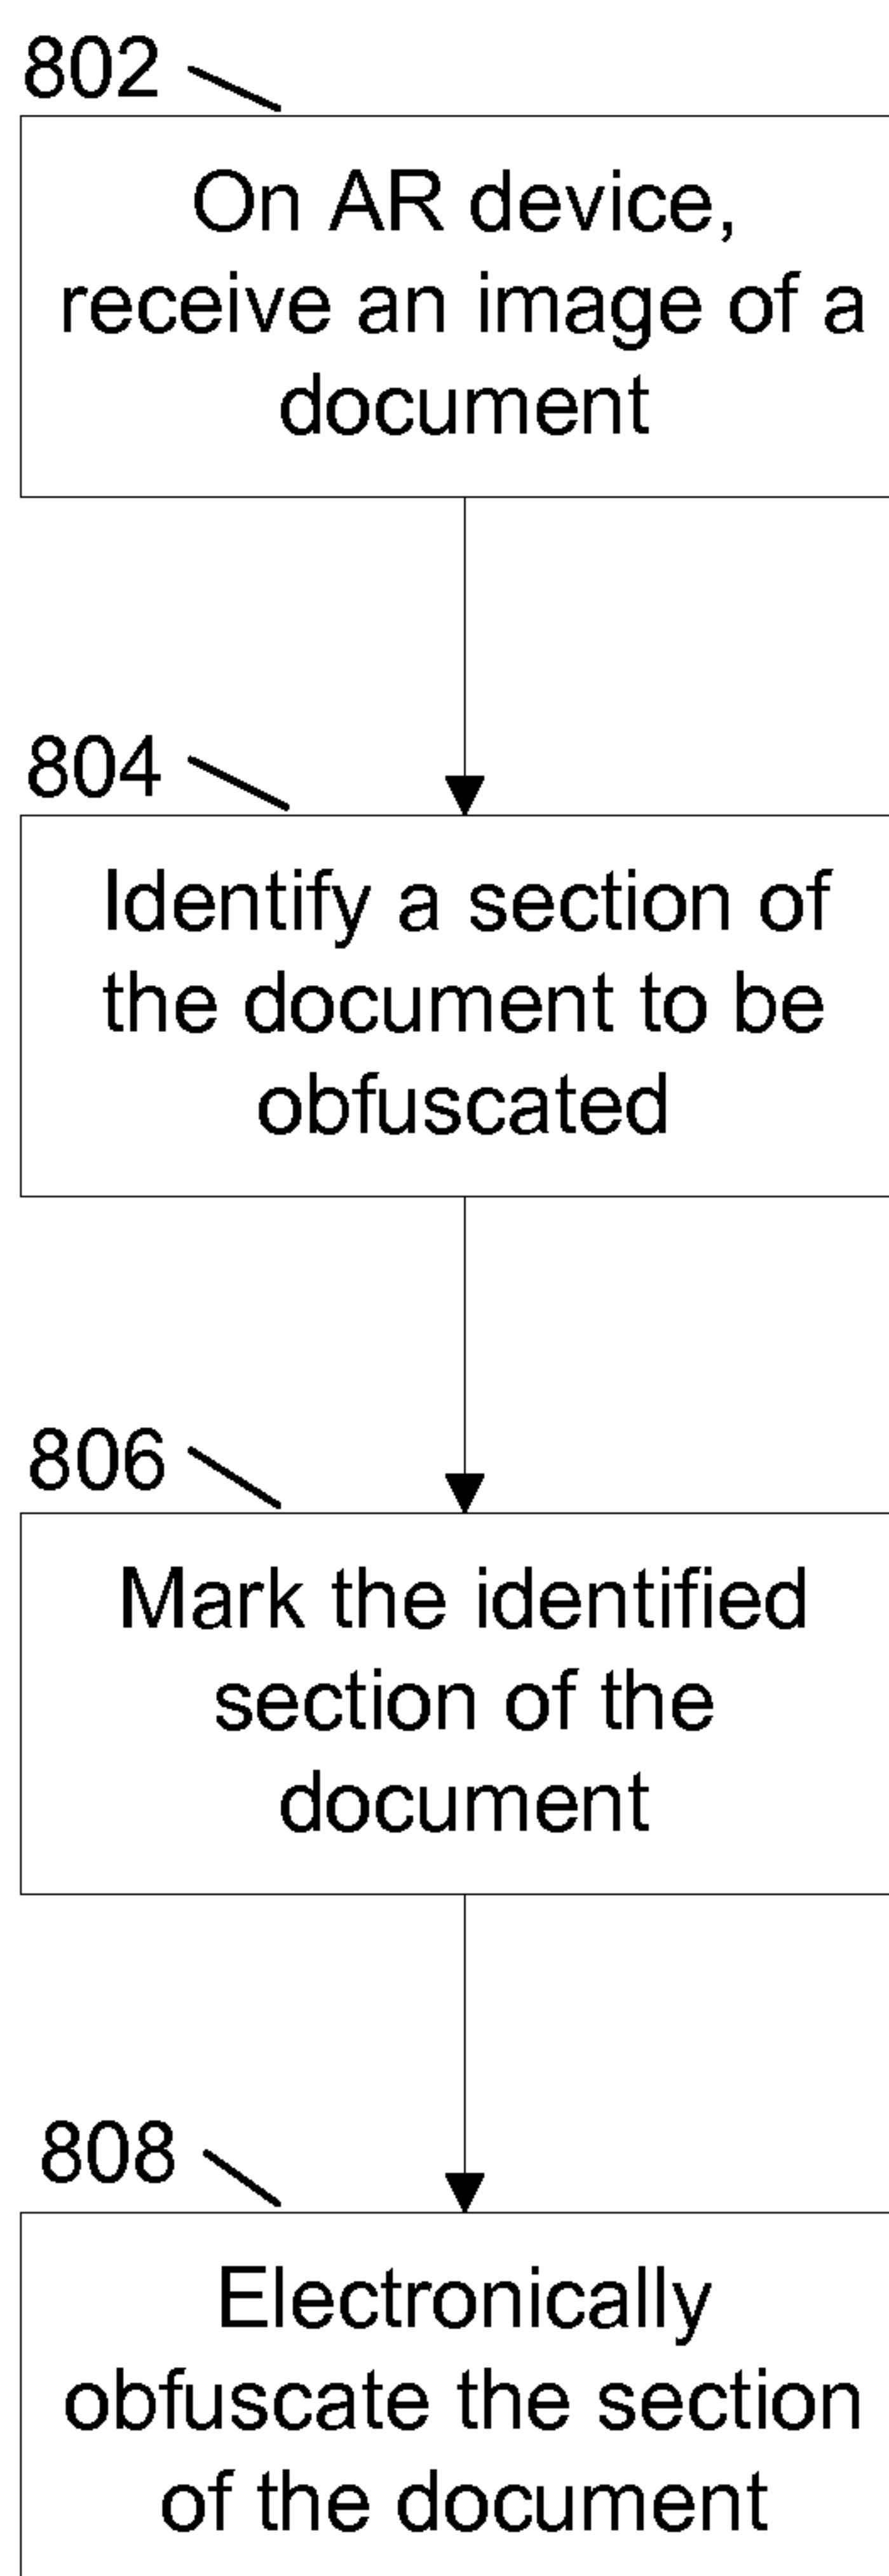 802
On AR device,
receive an image of a
document
804
Identify a section of
the document to be
obfuscated
806
Mark the identified
section of the
document
808
Electronically
obfuscate the section
of the document